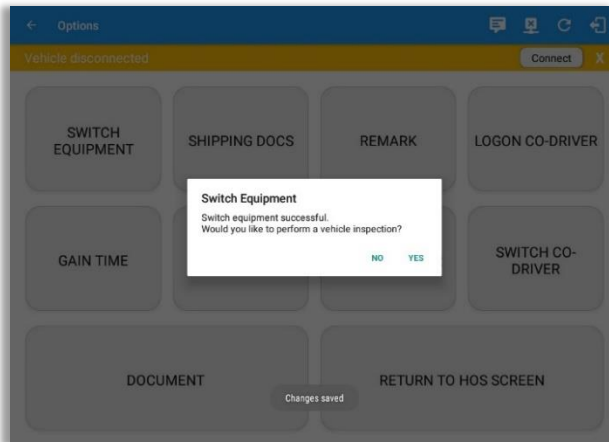 Options
Vehicle disconnected
Connect
X
SWITCH
EQUIPMENT
SHIPPING DOCS
REMARK
LOGON CO-DRIVER
Switch Equipment
Switch equipment successful.
Would you like to perform a vehicle inspection?
NO YES
GAIN TIME
SWITCH CO-
DRIVER
DOCUMENT
RETURN TO HOS SCREEN
Changes saved